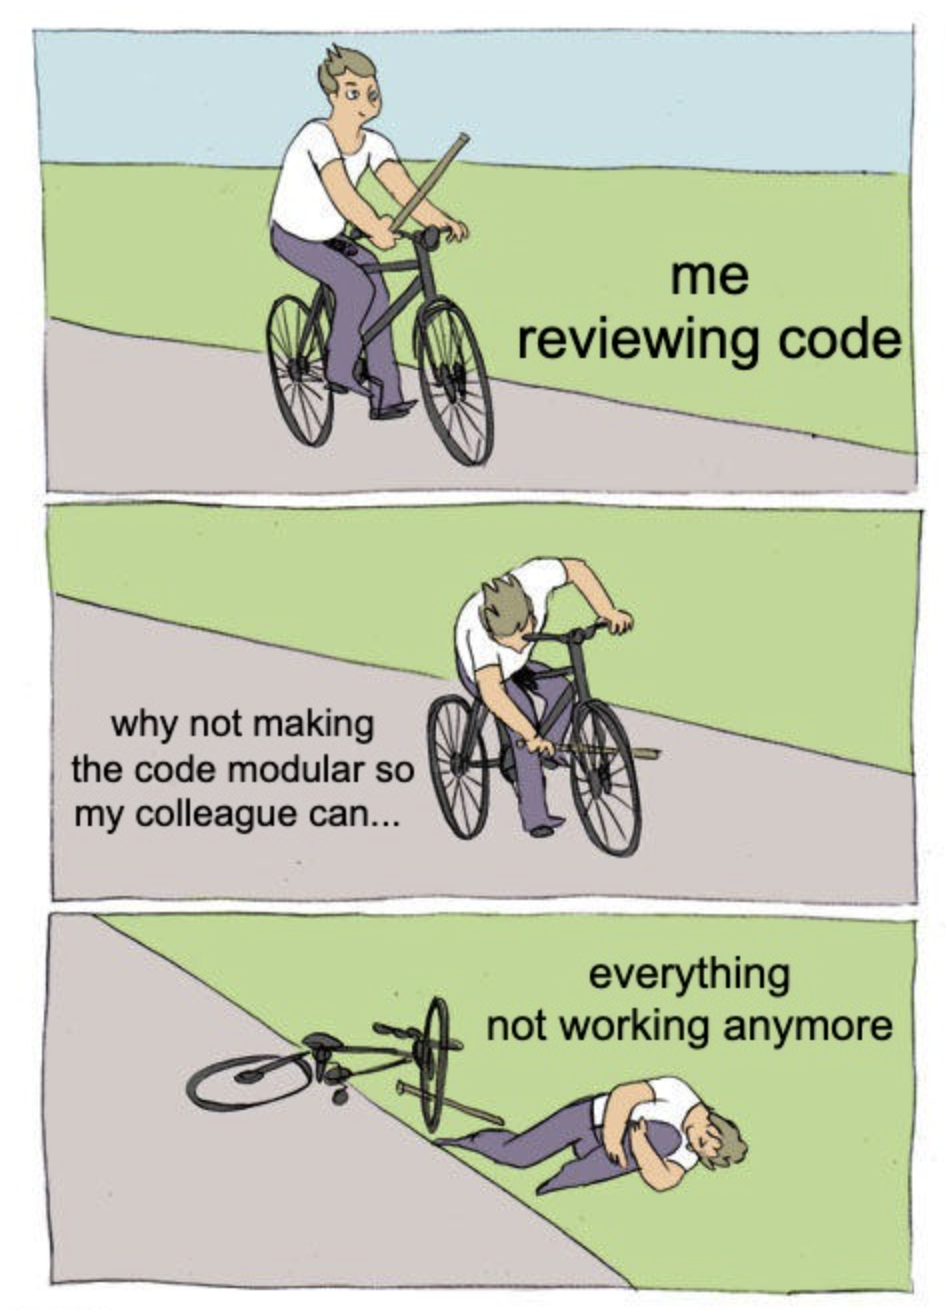 me
reviewing code
why not making
the code modular so
my colleague can...
everything
not working anymore